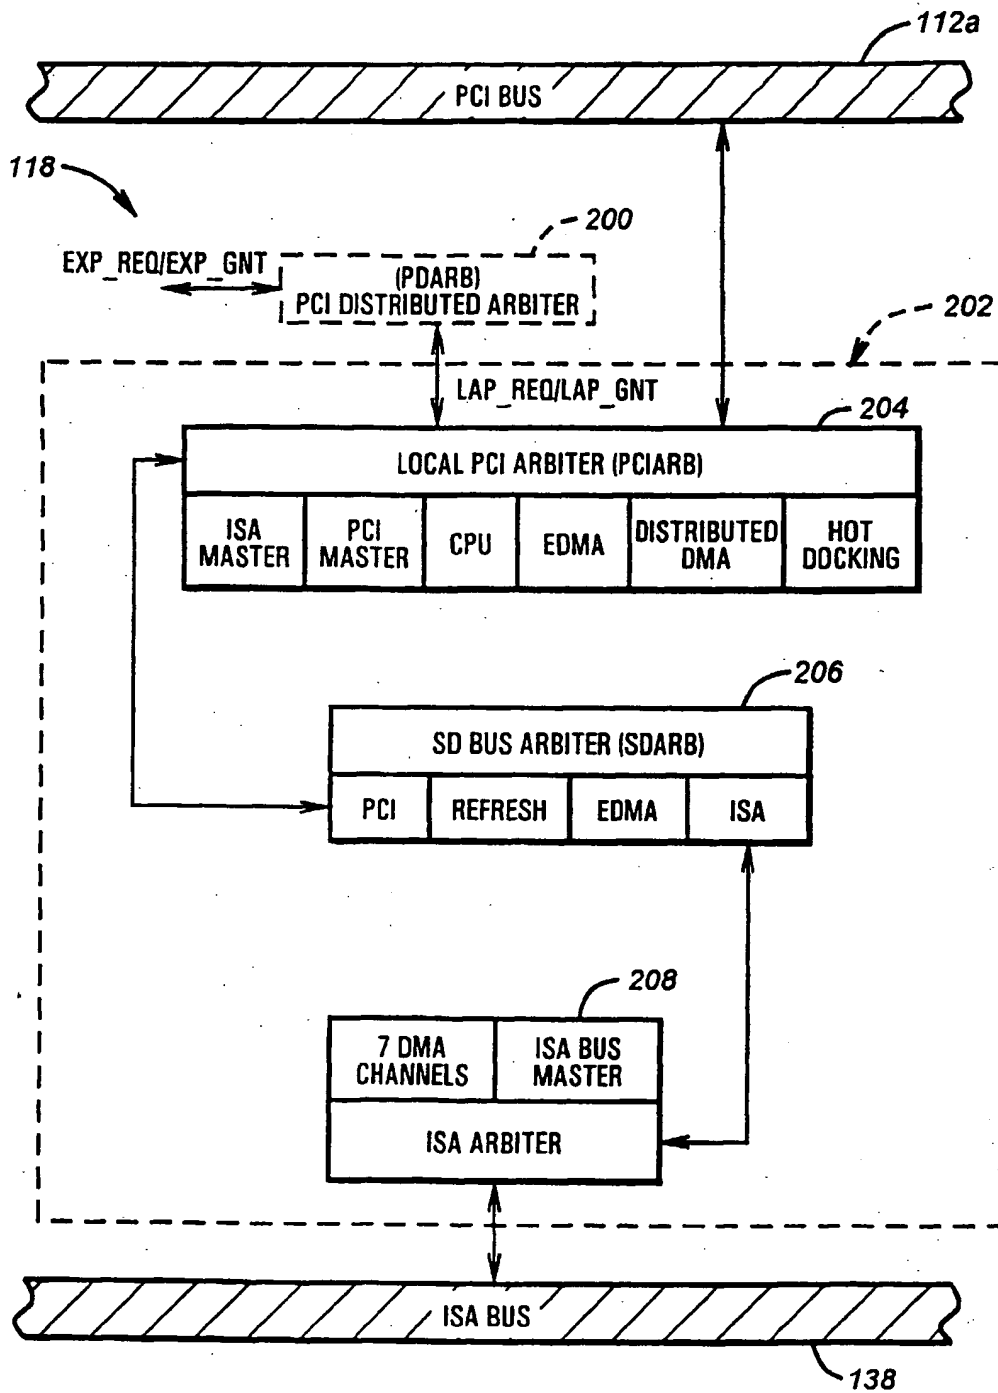 112a
PCI BUS
118
200
EXP_REQ/EXP_GNT
(PDARB)
PCI DISTRIBUTED ARBITER
202
LAP_REQ/LAP_GNT
204
LOCAL PCI ARBITER (PCIARB)
ISA
MASTER
PCI
MASTER
CPU
EDMA
DISTRIBUTED
DMA
HOT
DOCKING
206
SD BUS ARBITER (SDARB)
PCI
REFRESH
EDMA
ISA
208
7 DMA
CHANNELS
ISA BUS
MASTER
ISA ARBITER
ISA BUS
138